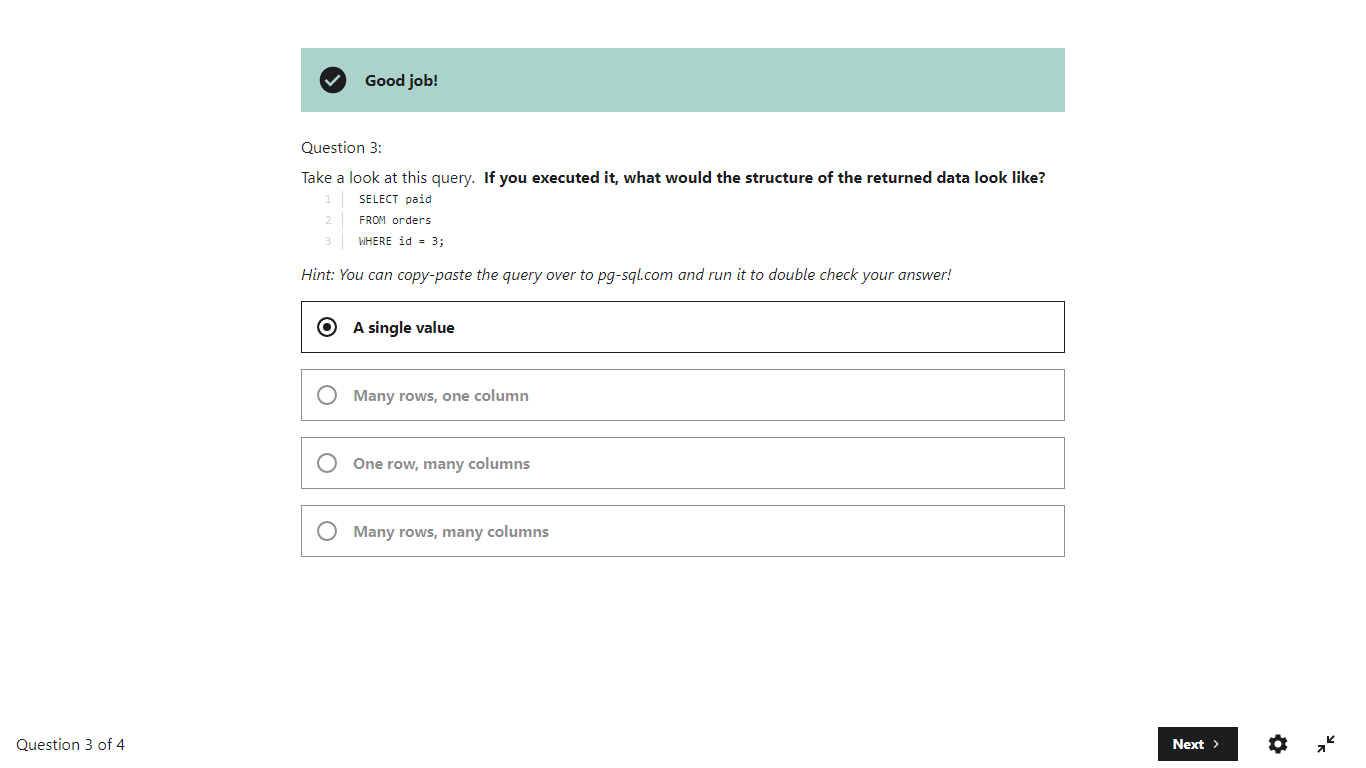 Good job!
Question 3:
Take a look at this query. If you executed it, what would the structure of the returned data look like?
1 SELECT paid
2 FROM orders
3 WHERE id = 3;
Hint: You can copy-paste the query over to pg-sql.com and run it to double check your answer!
A single value
Many rows, one column
One row, many columns
Many rows, many columns
Question 3 of 4
Next